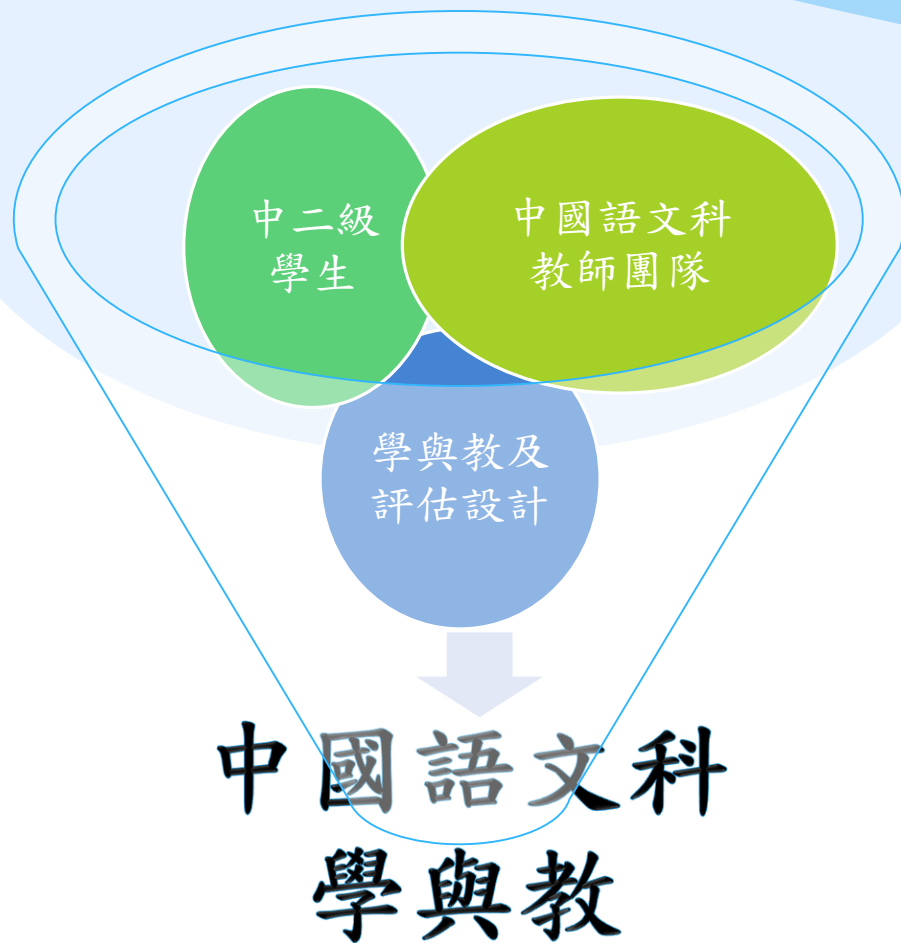 中二級
學生
中國語文科
教師團隊
學與教及
評估設計
中國語文科
學與教